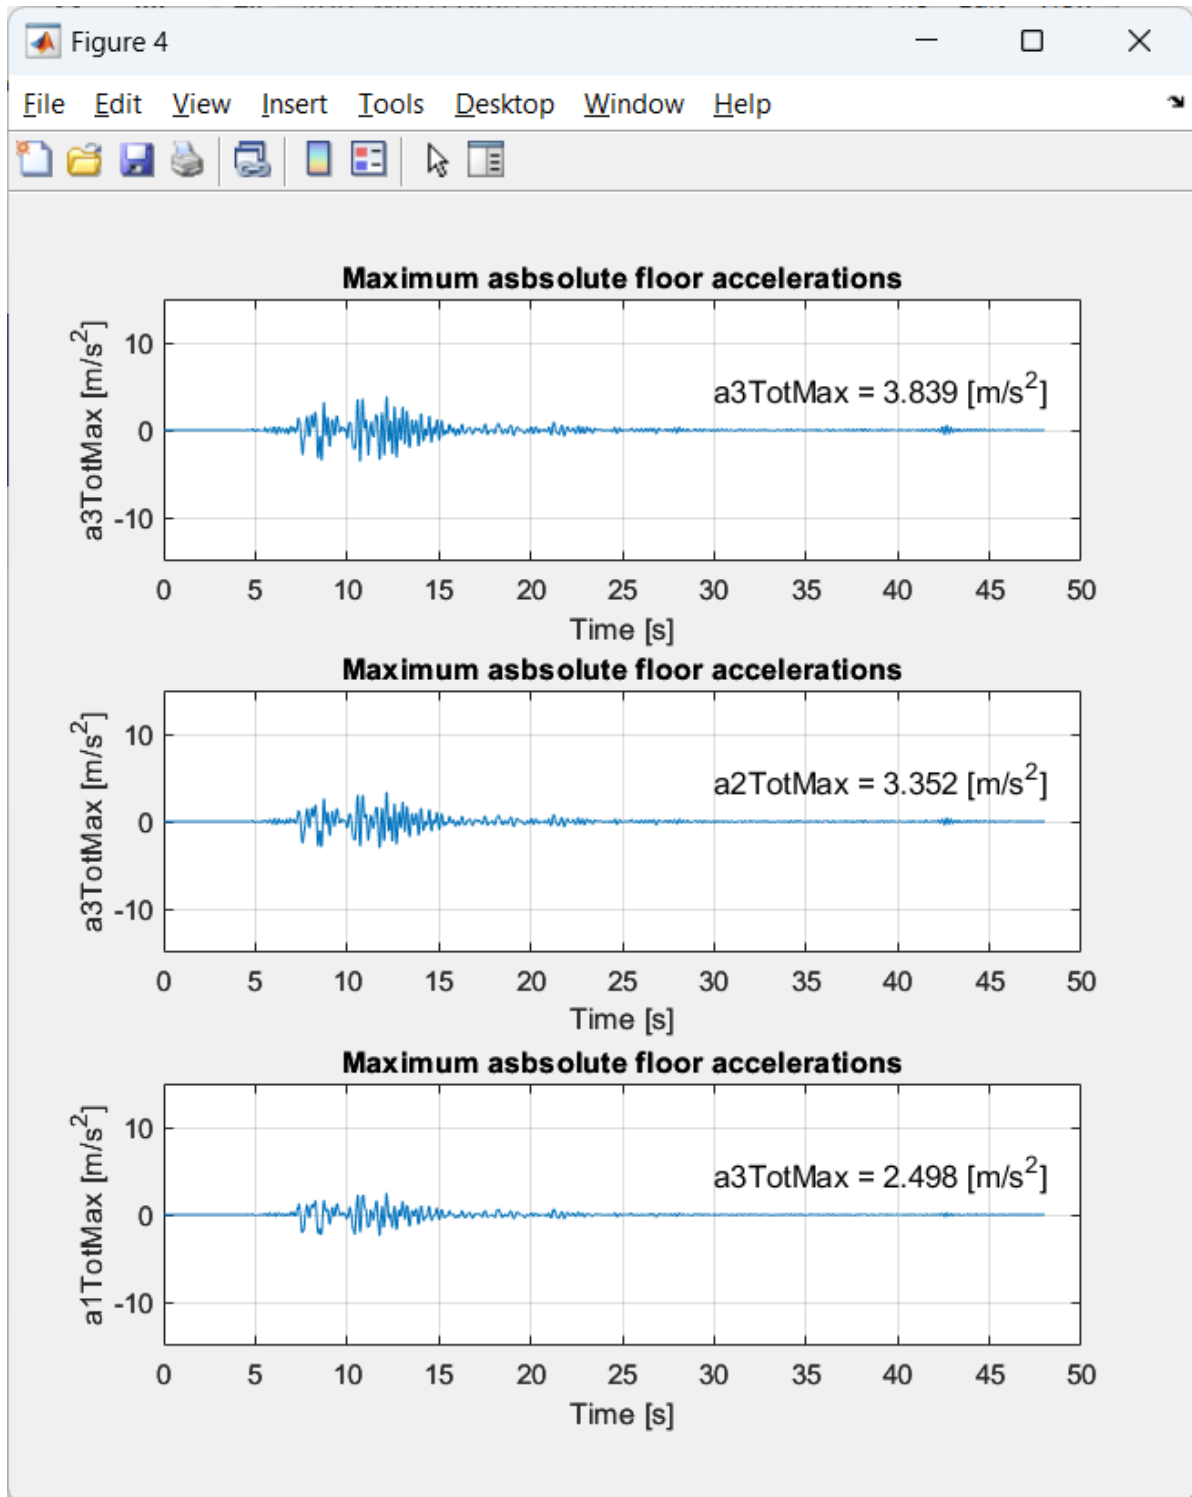 Figure 4
File Edit View Insert Tools Desktop Window Help
Maximum asbsolute floor accelerations
a3TotMax [m/s²]
10
0
-10
a3TotMax = 3.839 [m/s²]
0 5 10 15 20 25 30 35 40 45 50
Time [s]
Maximum asbsolute floor accelerations
a3TotMax [m/s²]
10
0
-10
a2TotMax = 3.352 [m/s²]
0 5 10 15 20 25 30 35 40 45 50
Time [s]
Maximum asbsolute floor accelerations
a1TotMax [m/s²]
10
0
-10
a3TotMax = 2.498 [m/s²]
0 5 10 15 20 25 30 35 40 45 50
Time [s]